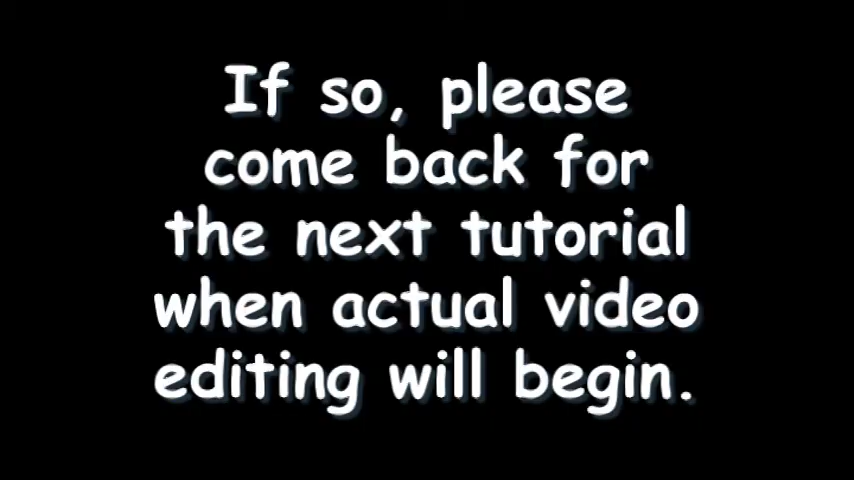 If so, please
come back for
the next tutorial
when actual video
editing will begin.